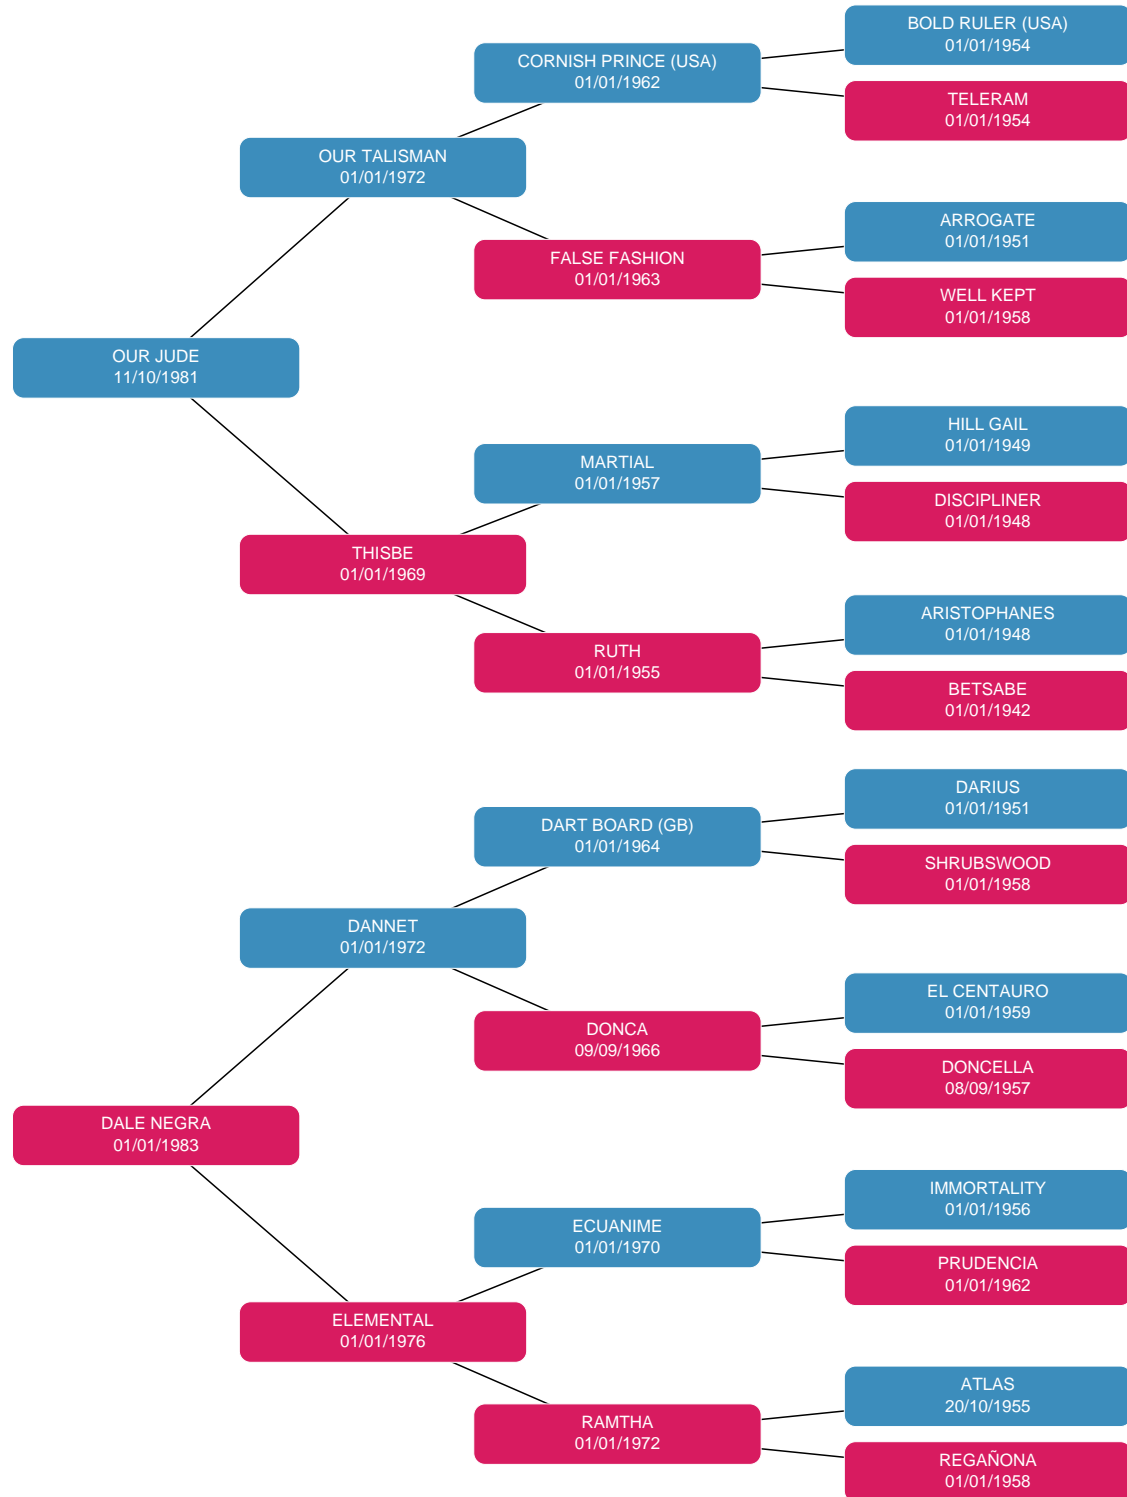 BOLD RULER (USA)
01/01/1954
CORNISH PRINCE (USA)
01/01/1962
TELERAM
01/01/1954
OUR TALISMAN
01/01/1972
ARROGATE
01/01/1951
FALSE FASHION
01/01/1963
WELL KEPT
01/01/1958
OUR JUDE
11/10/1981
HILL GAIL
01/01/1949
MARTIAL
01/01/1957
DISCIPLINER
01/01/1948
THISBE
01/01/1969
ARISTOPHANES
01/01/1948
RUTH
01/01/1955
BETSABE
01/01/1942
DARIUS
01/01/1951
DART BOARD (GB)
01/01/1964
SHRUBSWOOD
01/01/1958
DANNET
01/01/1972
EL CENTAURO
01/01/1959
DONCA
09/09/1966
DONCELLA
08/09/1957
DALE NEGRA
01/01/1983
IMMORTALITY
01/01/1956
ECUANIME
01/01/1970
PRUDENCIA
01/01/1962
ELEMENTAL
01/01/1976
ATLAS
20/10/1955
RAMTHA
01/01/1972
REGAÑONA
01/01/1958